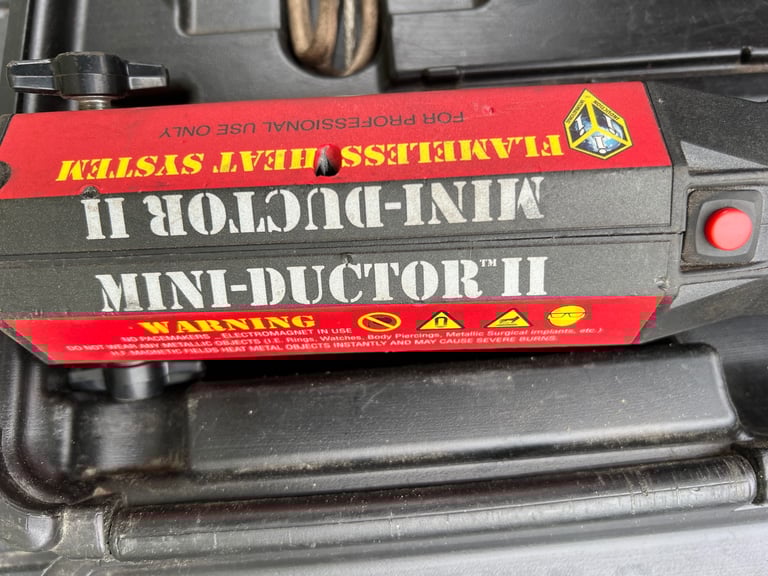 FOR PROFESSIONAL USE ONLY
FLAMELESS HEAT SYSTEM
MINI-DUCTOR II
MINI-DUCTOR™ II
WARNING
NO PACEMAKERS ... ELECTROMAGNET IN USE
DO NOT WEAR ANY METALLIC OBJECTS (I.E. Rings, Watches, Body Piercings, Metallic Surgical Implants, etc.)
H.F. MAGNETIC FIELDS HEAT METAL OBJECTS INSTANTLY AND MAY CAUSE SEVERE BURNS.